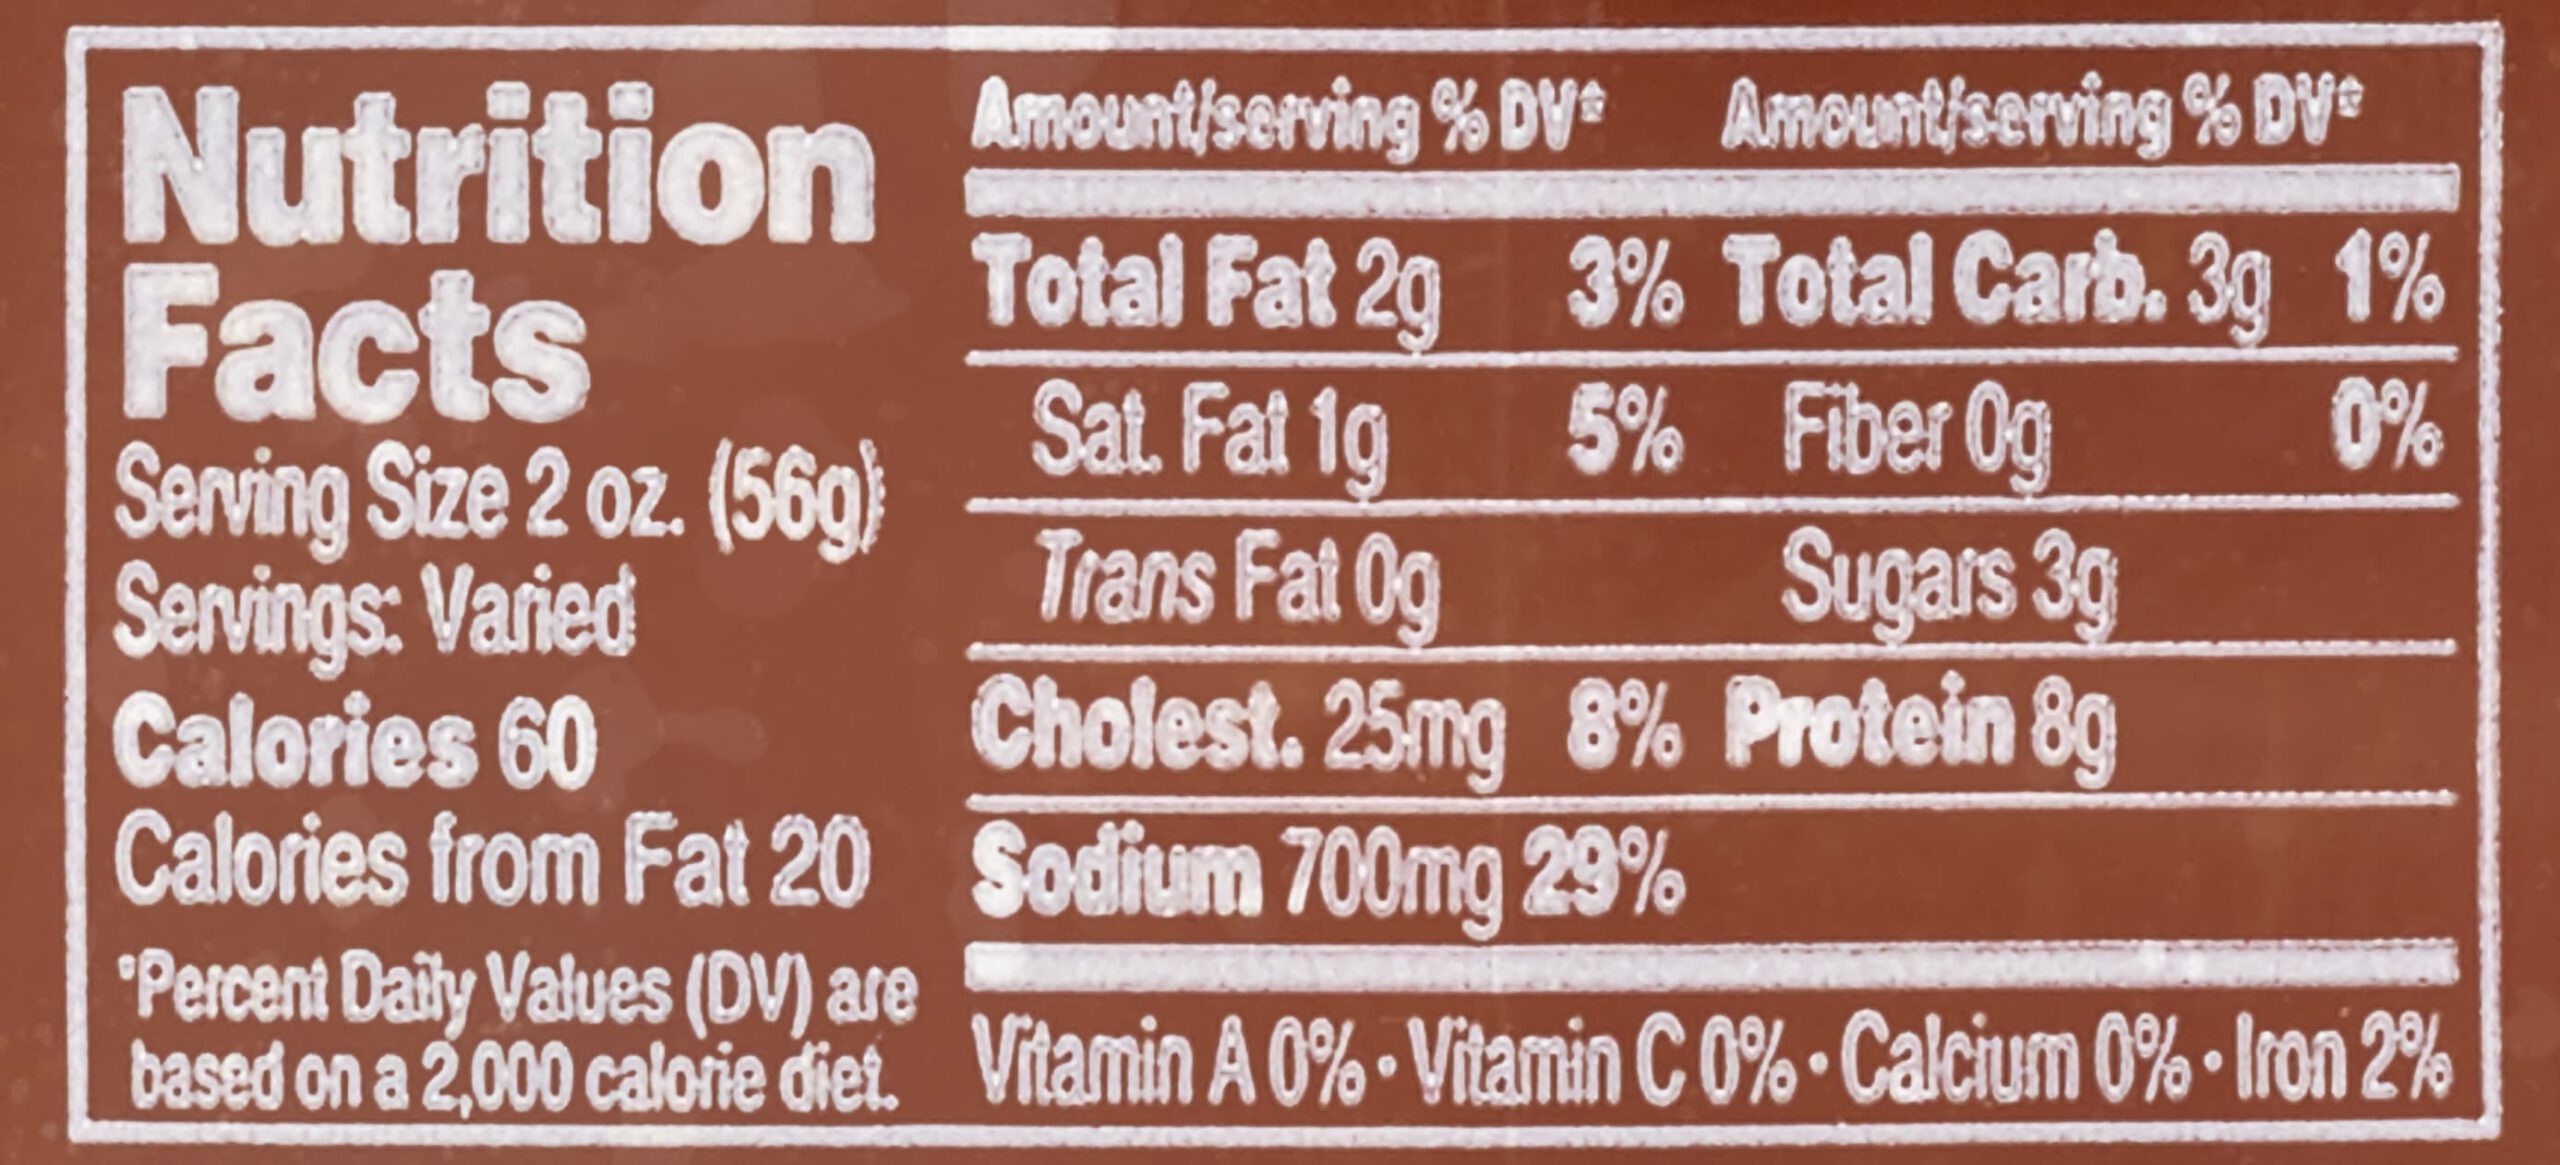 Nutrition
Facts
Serving Size 2 oz. (56g)
Servings: Varied
Calories 60
Calories from Fat 20
*Percent Daily Values (DV) are
based on a 2,000 calorie diet.
Amount/serving % DV* Amount/serving % DV*
Total Fat 2g 3% Total Carb. 3g 1%
Sat. Fat 1g 5% Fiber 0g 0%
Trans Fat 0g Sugars 3g
Cholest. 25mg 8% Protein 8g
Sodium 700mg 29%
Vitamin A 0% • Vitamin C 0% • Calcium 0% • Iron 2%